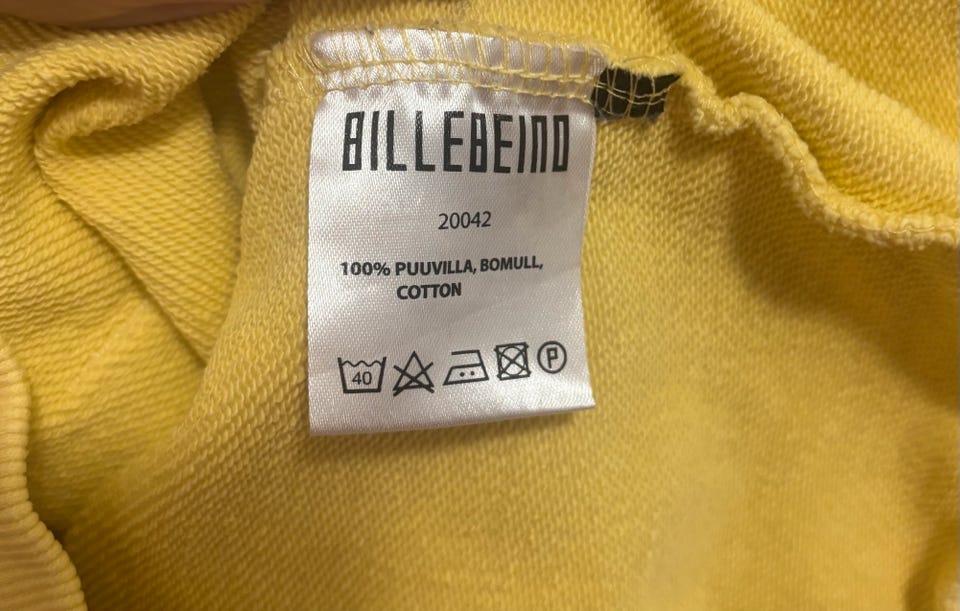 BILLEBEINO
20042
100% PUUVILLA, BOMULL,
COTTON
40 P